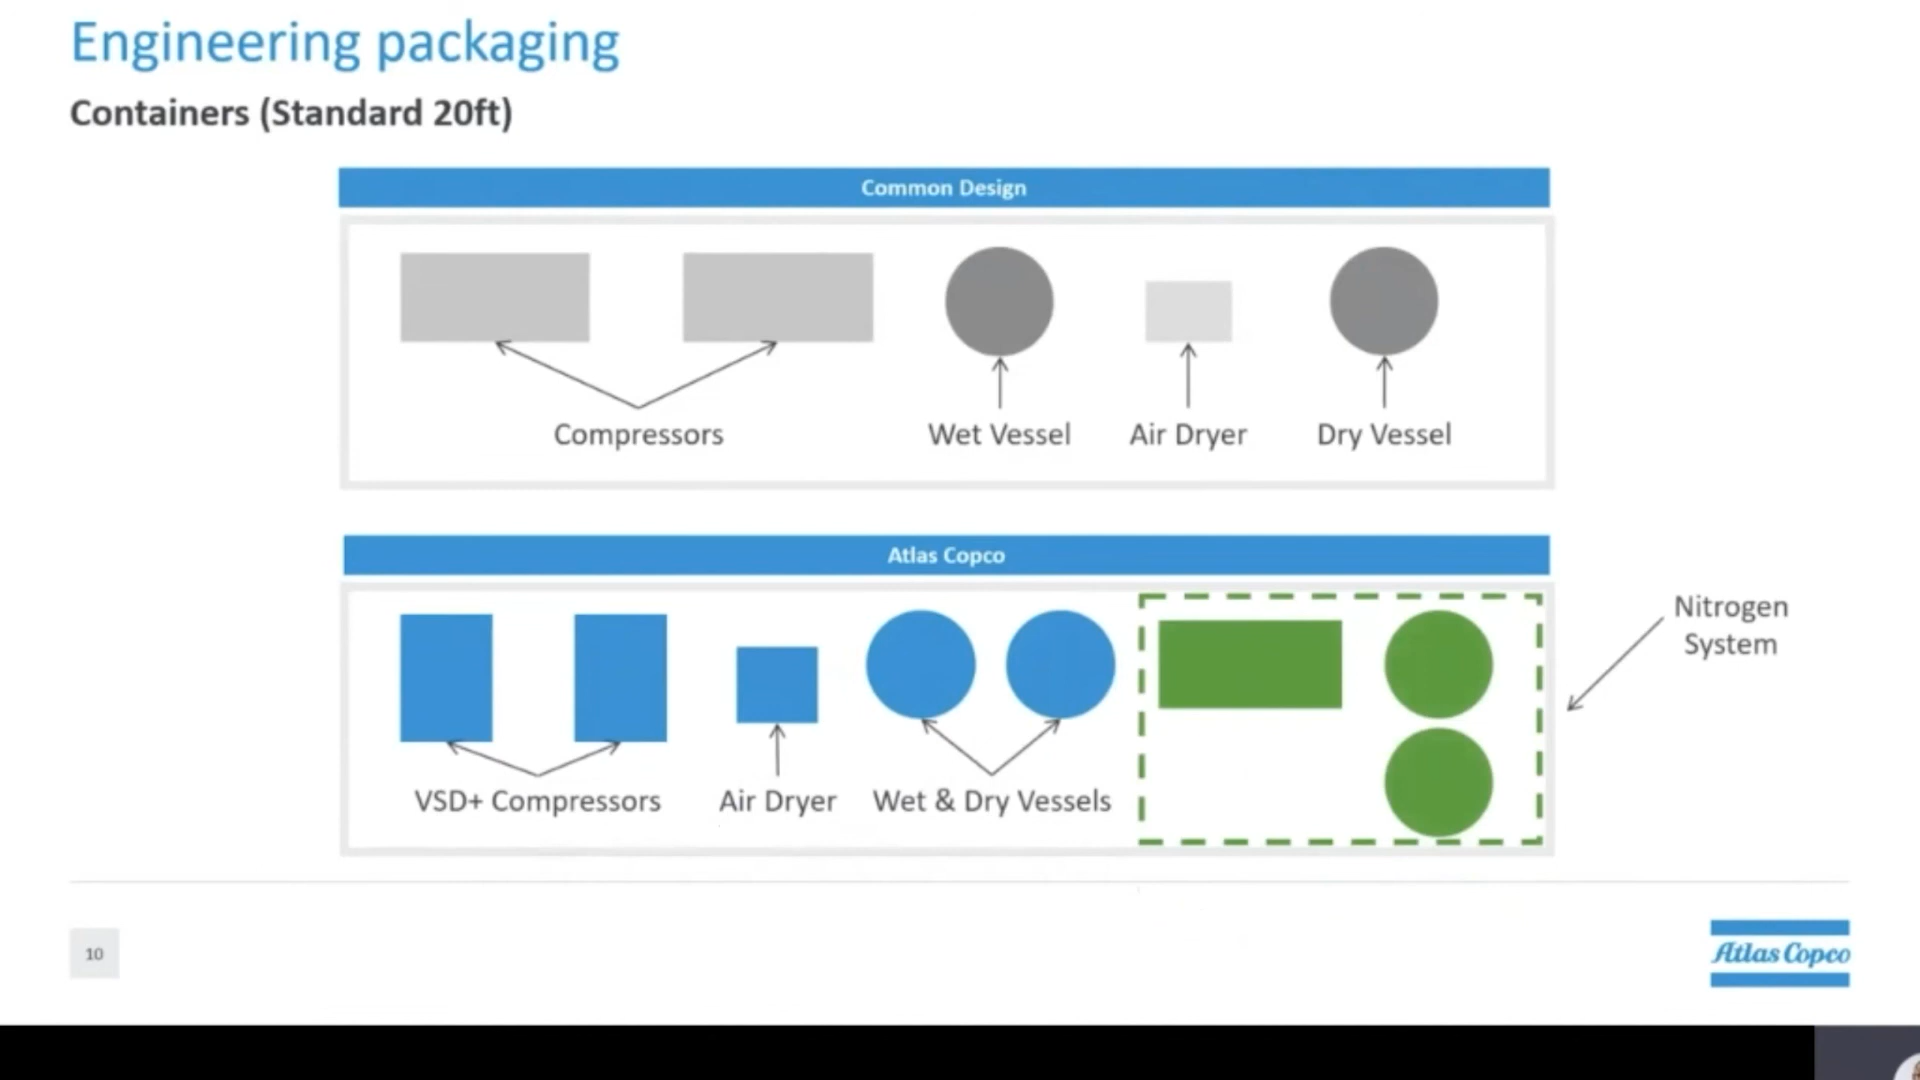 Engineering packaging
Containers (Standard 20ft)
Common Design
Compressors
Wet Vessel
Air Dryer
Dry Vessel
Atlas Copco
VSD+ Compressors
Air Dryer
Wet & Dry Vessels
Nitrogen
System
10
Atlas Copco